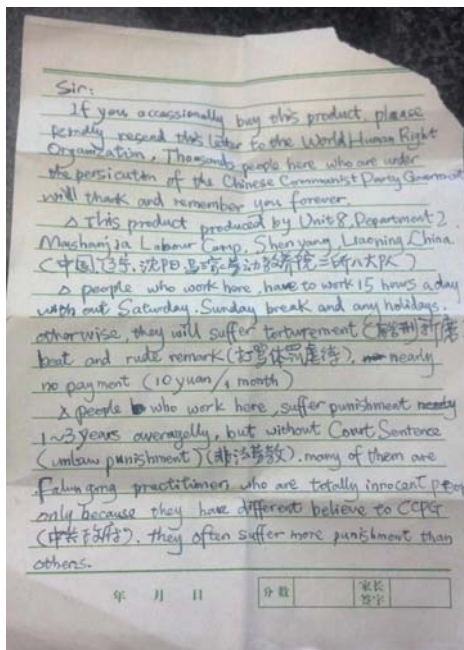 Sir:
If you occassionally buy this product, please
kindly resend this letter to the World Human Right
Organization. Thousands people here who are under
the persicution of the Chinese Communist Party Goverment
will thank and remember you forever.
△ This product produced by Unit 8, Department 2,
Mashanjia Labour Camp, Shenyang, Liaoning, China.
(中国，辽宁，沈阳，马三家劳动教养院二所八大队)
△ people who work here, have to work 15 hours a day
with out Saturday, Sunday break and any holidays.
otherwise, they will suffer torturement 折磨
beat and rude remark (打骂体罚虐待). nearly
no payment (10 yuan/1 month)
people who work here, suffer punishment
1~3 years averagelly, but without Court Sentence
(unlaw punishment) (非法劳教). many of them are
Falun gong practitioner, who are totally innocent people
only because they have different believe to CCPG
(中共政府). they often suffer more punishment than
others.
年 月 日
分数
家长
签字